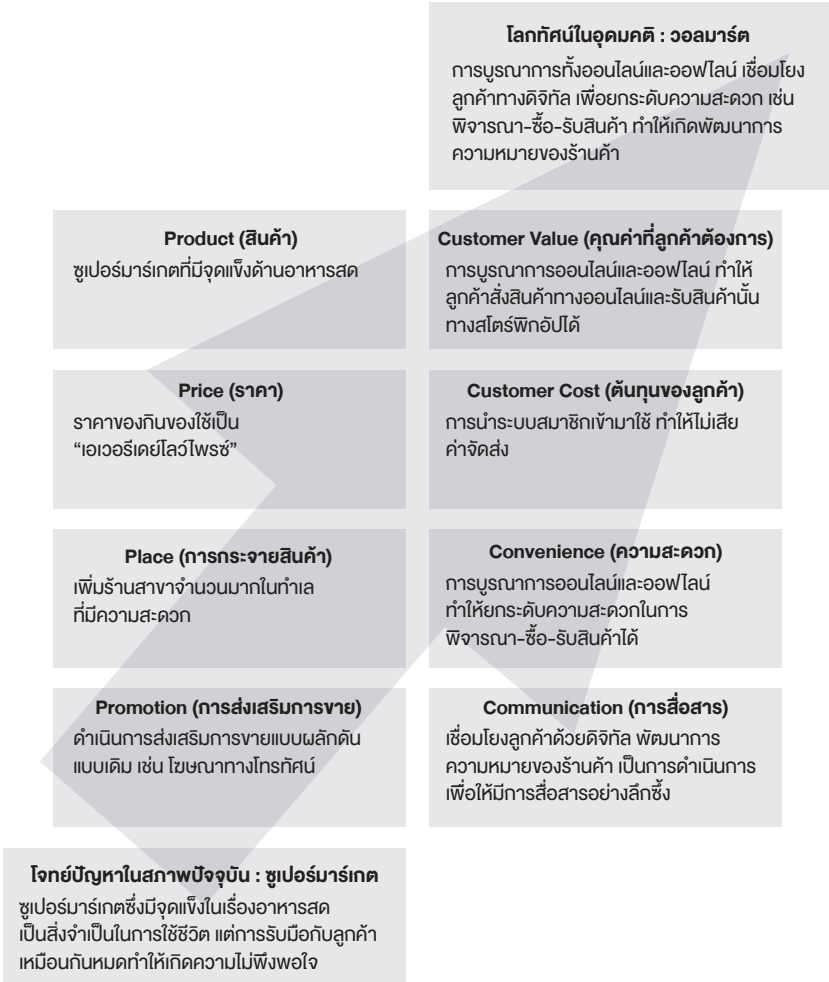 โลกทัศน์ในอุดมคติ : วอลมาร์ต
การบูรณาการทั้งออนไลน์และออฟไลน์ เชื่อมโยง
ลูกค้าทางดิจิทัล เพื่อยกระดับความสะดวก เช่น
พิจารณา-ซื้อ-รับสินค้า ทำให้เกิดพัฒนาการ
ความหมายของร้านค้า
Product (สินค้า)
ซูเปอร์มาร์เกตที่มีจุดแข็งด้านอาหารสด
Customer Value (คุณค่าที่ลูกค้าต้องการ)
การบูรณาการออนไลน์และออฟไลน์ ทำให้
ลูกค้าสั่งสินค้าทางออนไลน์และรับสินค้านั้น
ทางสโตร์พิกอัปได้
Price (ราคา)
ราคาของกินของใช้เป็น
“เอเวอรีเดย์โลว์ไพรซ์”
Customer Cost (ต้นทุนของลูกค้า)
การนำระบบสมาชิกเข้ามาใช้ ทำให้ไม่เสีย
ค่าจัดส่ง
Place (การกระจายสินค้า)
เพิ่มร้านสาขาจำนวนมากในทำเล
ที่มีความสะดวก
Convenience (ความสะดวก)
การบูรณาการออนไลน์และออฟไลน์
ทำให้ยกระดับความสะดวกในการ
พิจารณา-ซื้อ-รับสินค้าได้
Promotion (การส่งเสริมการขาย)
ดำเนินการส่งเสริมการขายแบบผลักดัน
แบบเดิม เช่น โฆษณาทางโทรทัศน์
Communication (การสื่อสาร)
เชื่อมโยงลูกค้าด้วยดิจิทัล พัฒนาการ
ความหมายของร้านค้า เป็นการดำเนินการ
เพื่อให้มีการสื่อสารอย่างลึกซึ้ง
โจทย์ปัญหาในสภาพปัจจุบัน : ซูเปอร์มาร์เกต
ซูเปอร์มาร์เกตซึ่งมีจุดแข็งในเรื่องอาหารสด
เป็นสิ่งจำเป็นในการใช้ชีวิต แต่การรับมือกับลูกค้า
เหมือนกันหมดทำให้เกิดความไม่พึงพอใจ